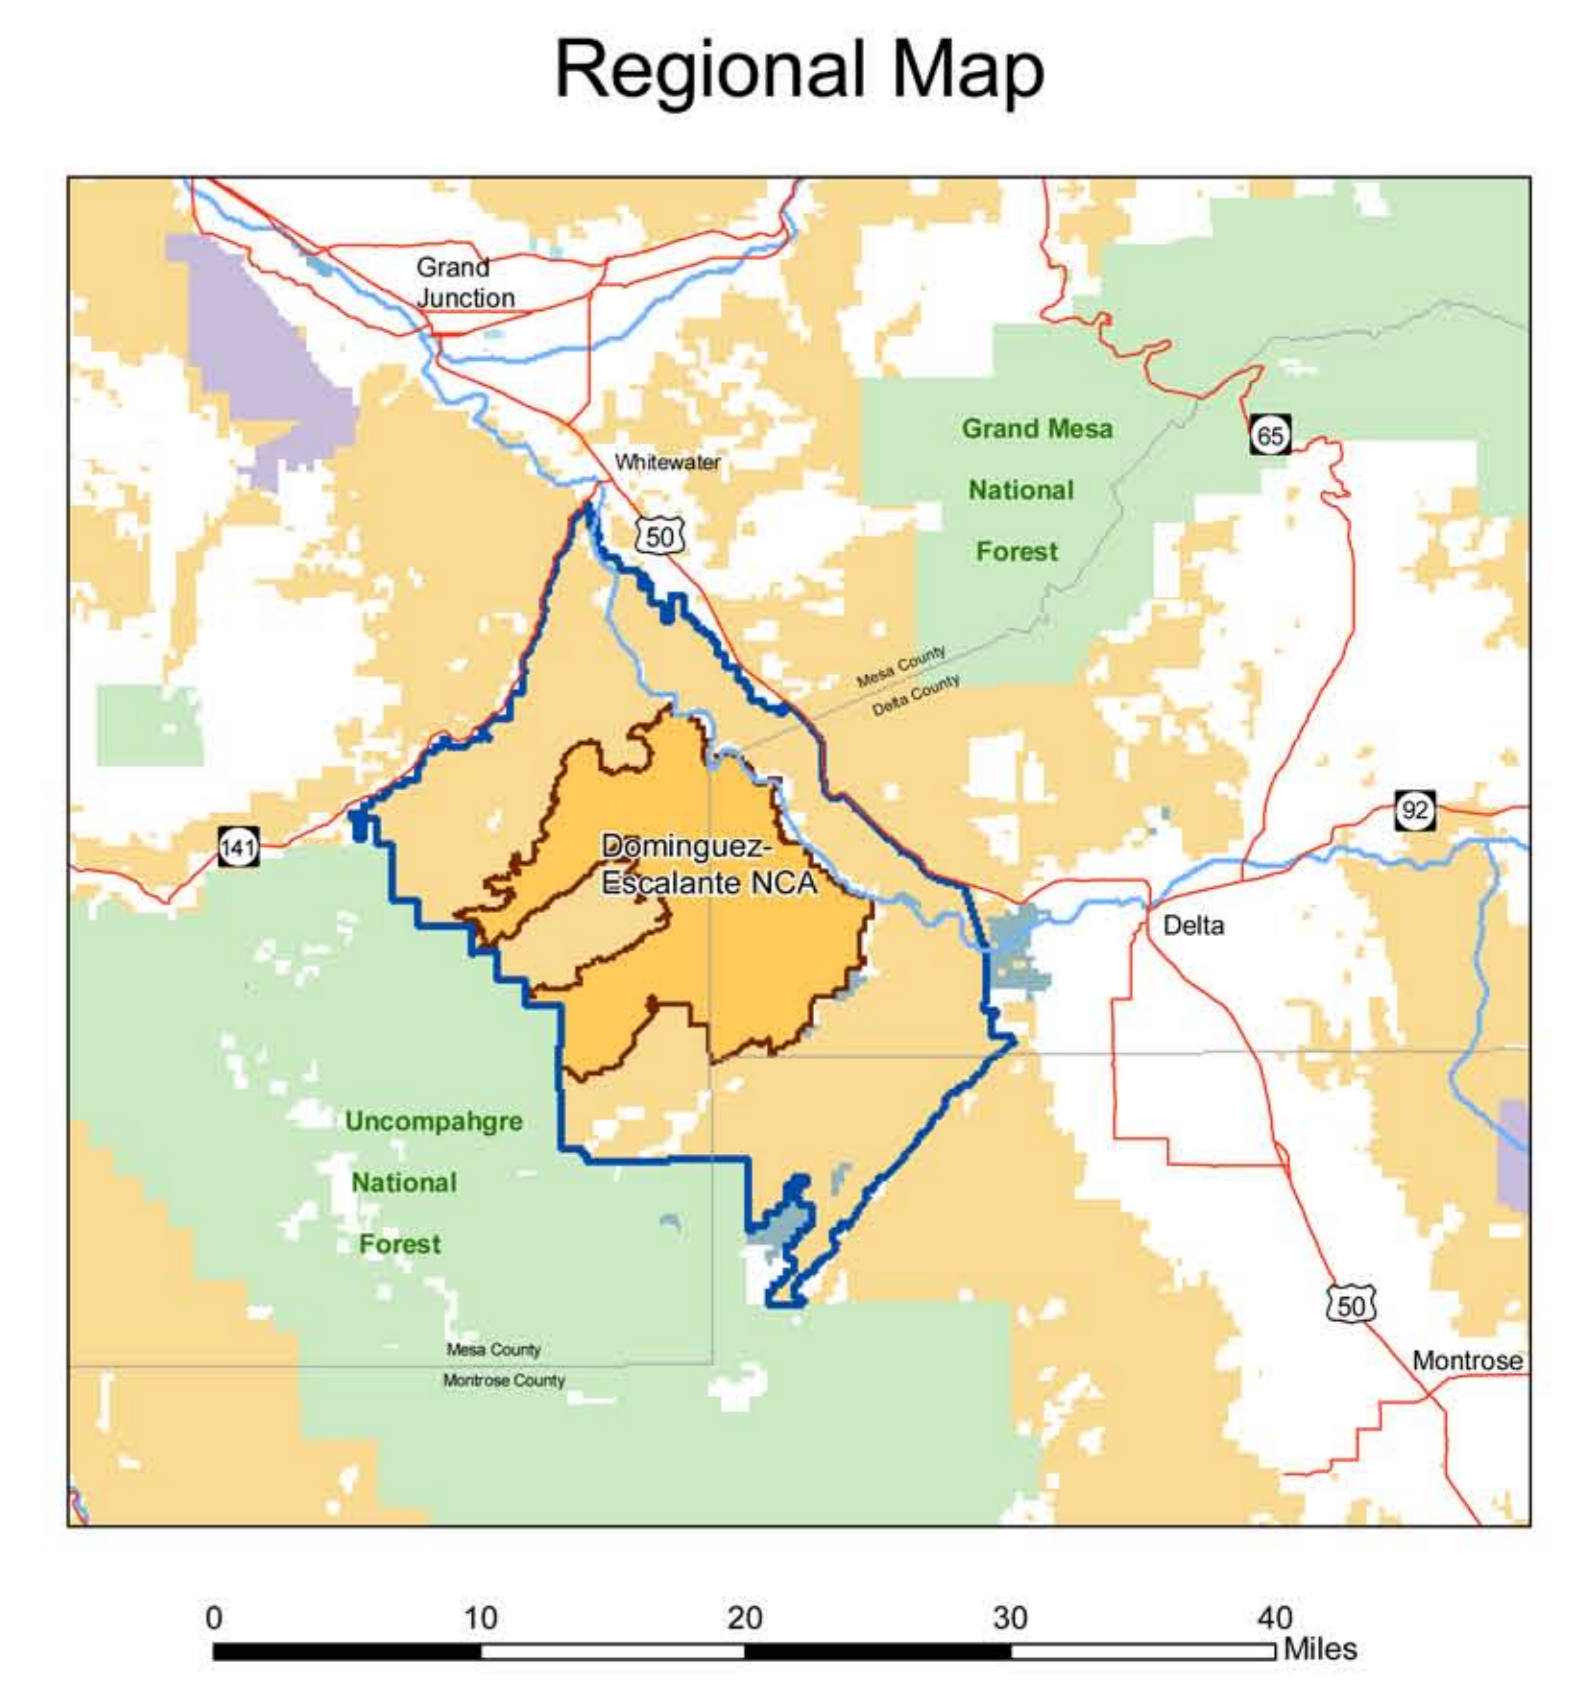 Regional Map
Grand
Junction
Whitewater
50
Grand Mesa
National
Forest
65
Mesa County
Delta County
141
92
Dominguez-
Escalante NCA
Delta
Uncompahgre
National
Forest
50
Mesa County
Montrose County
Montrose
0 10 20 30 40
Miles